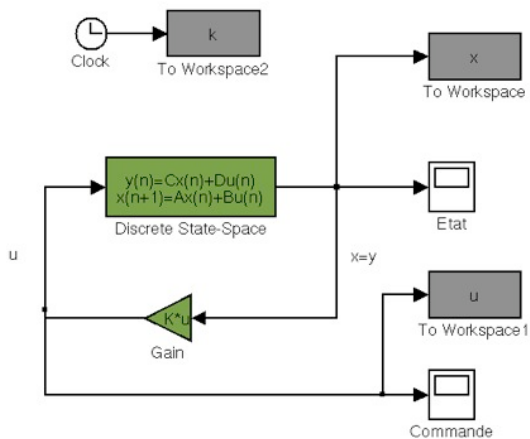 k
Clock
To Workspace2
x
To Workspace
y(n)=Cx(n)+Du(n)
x(n+1)=Ax(n)+Bu(n)
Discrete State-Space
Etat
u
x=y
K*u
Gain
u
To Workspace1
Commande